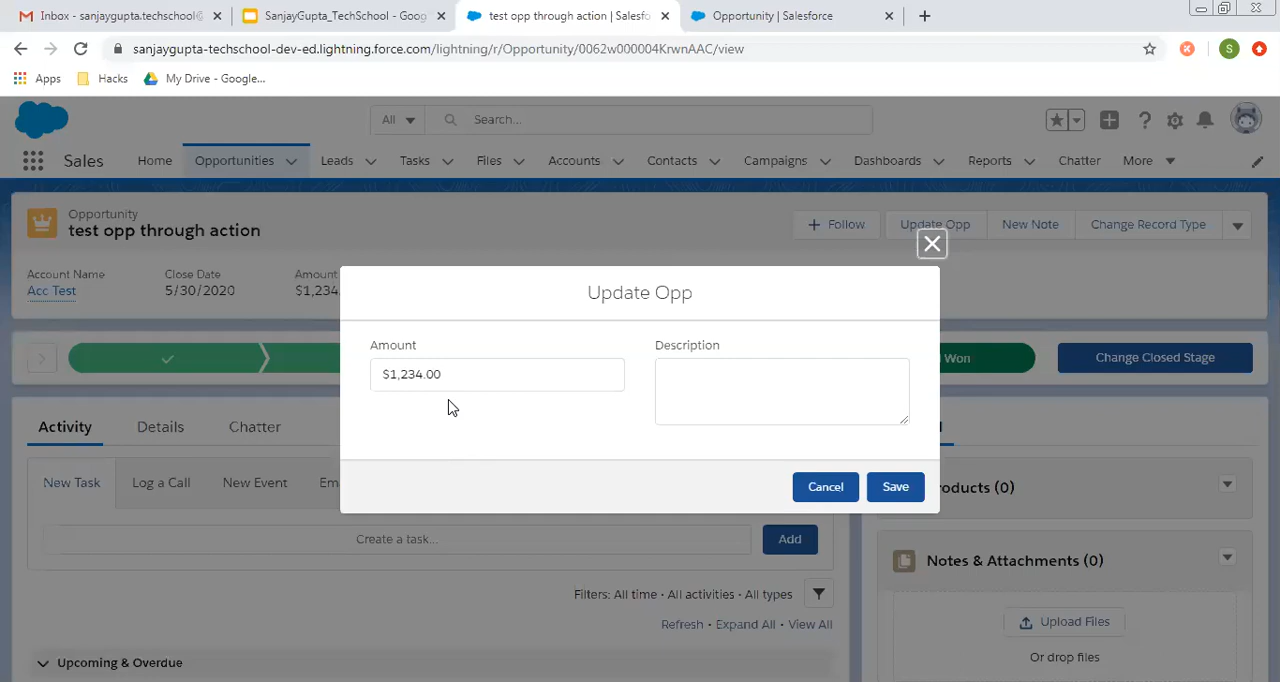 Inbox - sanjaygupta.techschool@
SanjayGupta_TechSchool - Goog
test opp through action | Salesfo
Opportunity | Salesforce
sanjaygupta-techschool-dev-ed.lightning.force.com/lightning/r/Opportunity/0062w000004KrwnAAC/view
S
Apps Hacks My Drive - Google...
All Search...
Sales Home Opportunities Leads Tasks Files Accounts Contacts Campaigns Dashboards Reports Chatter More
Opportunity
test opp through action
Follow Update Opp New Note Change Record Type
Account Name Close Date Amount
Acc Test 5/30/2020 $1,234.
Update Opp
Amount Description
$1,234.00
Won Change Closed Stage
Cancel Save
Activity Details Chatter
New Task Log a Call New Event Em
roducts (0)
Create a task... Add
Notes & Attachments (0)
Filters: All time • All activities • All types
Refresh • Expand All • View All
Upload Files
Or drop files
Upcoming & Overdue